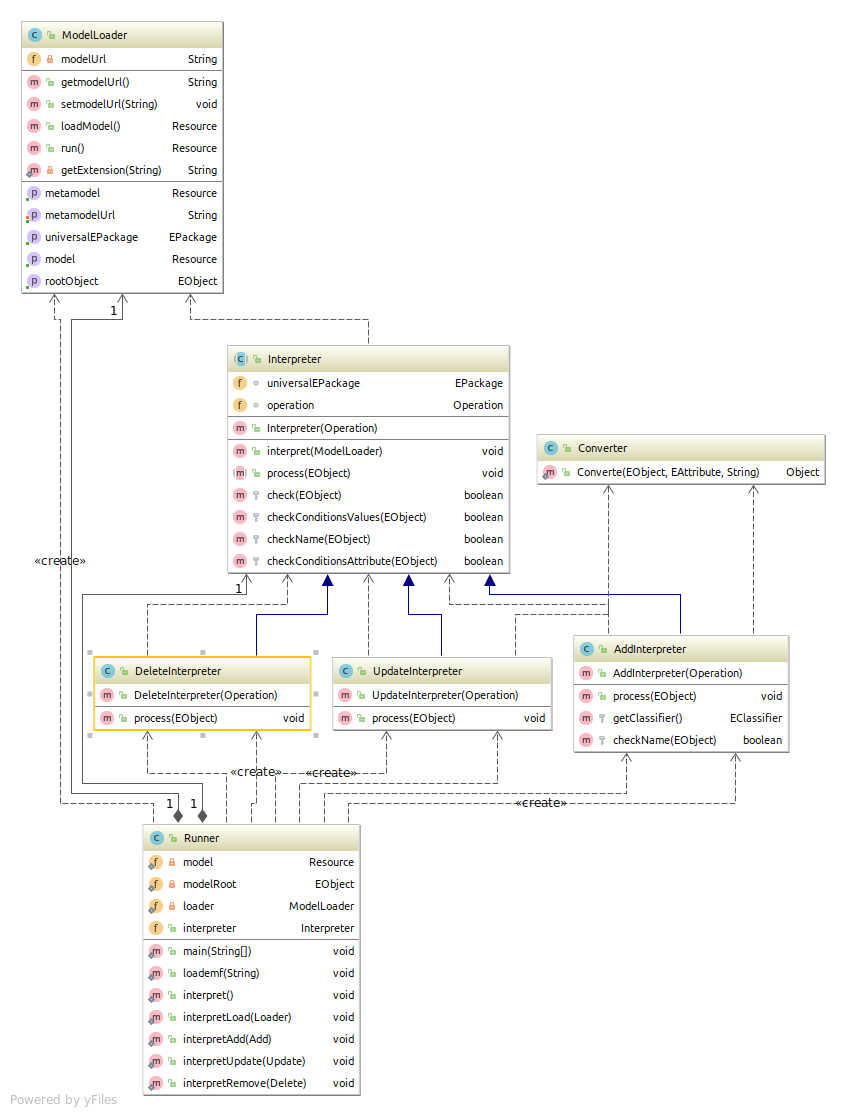 ModelLoader
modelUrl String
getmodelUrl() String
setmodelUrl(String) void
loadModel() Resource
run() Resource
getExtension(String) String
metamodel Resource
metamodelUrl String
universalEPackage EPackage
model Resource
rootObject EObject
1
Interpreter
universalEPackage EPackage
operation Operation
Interpreter(Operation)
interpret(ModelLoader) void
process(EObject) void
check(EObject) boolean
checkConditionsValues(EObject) boolean
checkName(EObject) boolean
checkConditionsAttribute(EObject) boolean
Converter
Converte(EObject, EAttribute, String) Object
«create»
1
DeleteInterpreter
DeleteInterpreter(Operation)
process(EObject) void
UpdateInterpreter
UpdateInterpreter(Operation)
process(EObject) void
AddInterpreter
AddInterpreter(Operation)
process(EObject) void
getClassifier() EClassifier
checkName(EObject) boolean
«create» «create»
1 1 «create»
Runner
model Resource
modelRoot EObject
loader ModelLoader
interpreter Interpreter
main(String[]) void
loademf(String) void
interpret() void
interpretLoad(Loader) void
interpretAdd(Add) void
interpretUpdate(Update) void
interpretRemove(Delete) void
Powered by yFiles